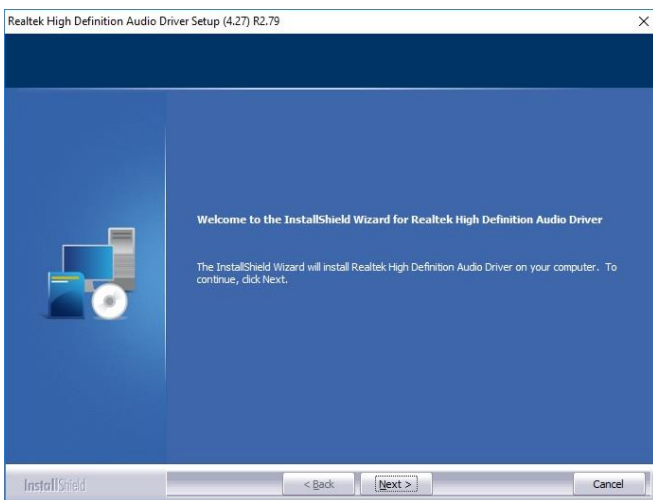 Realtek High Definition Audio Driver Setup (4.27) R2.79
Welcome to the InstallShield Wizard for Realtek High Definition Audio Driver
The InstallShield Wizard will install Realtek High Definition Audio Driver on your computer. To
continue, click Next.
InstallShield
< Back
Next >
Cancel